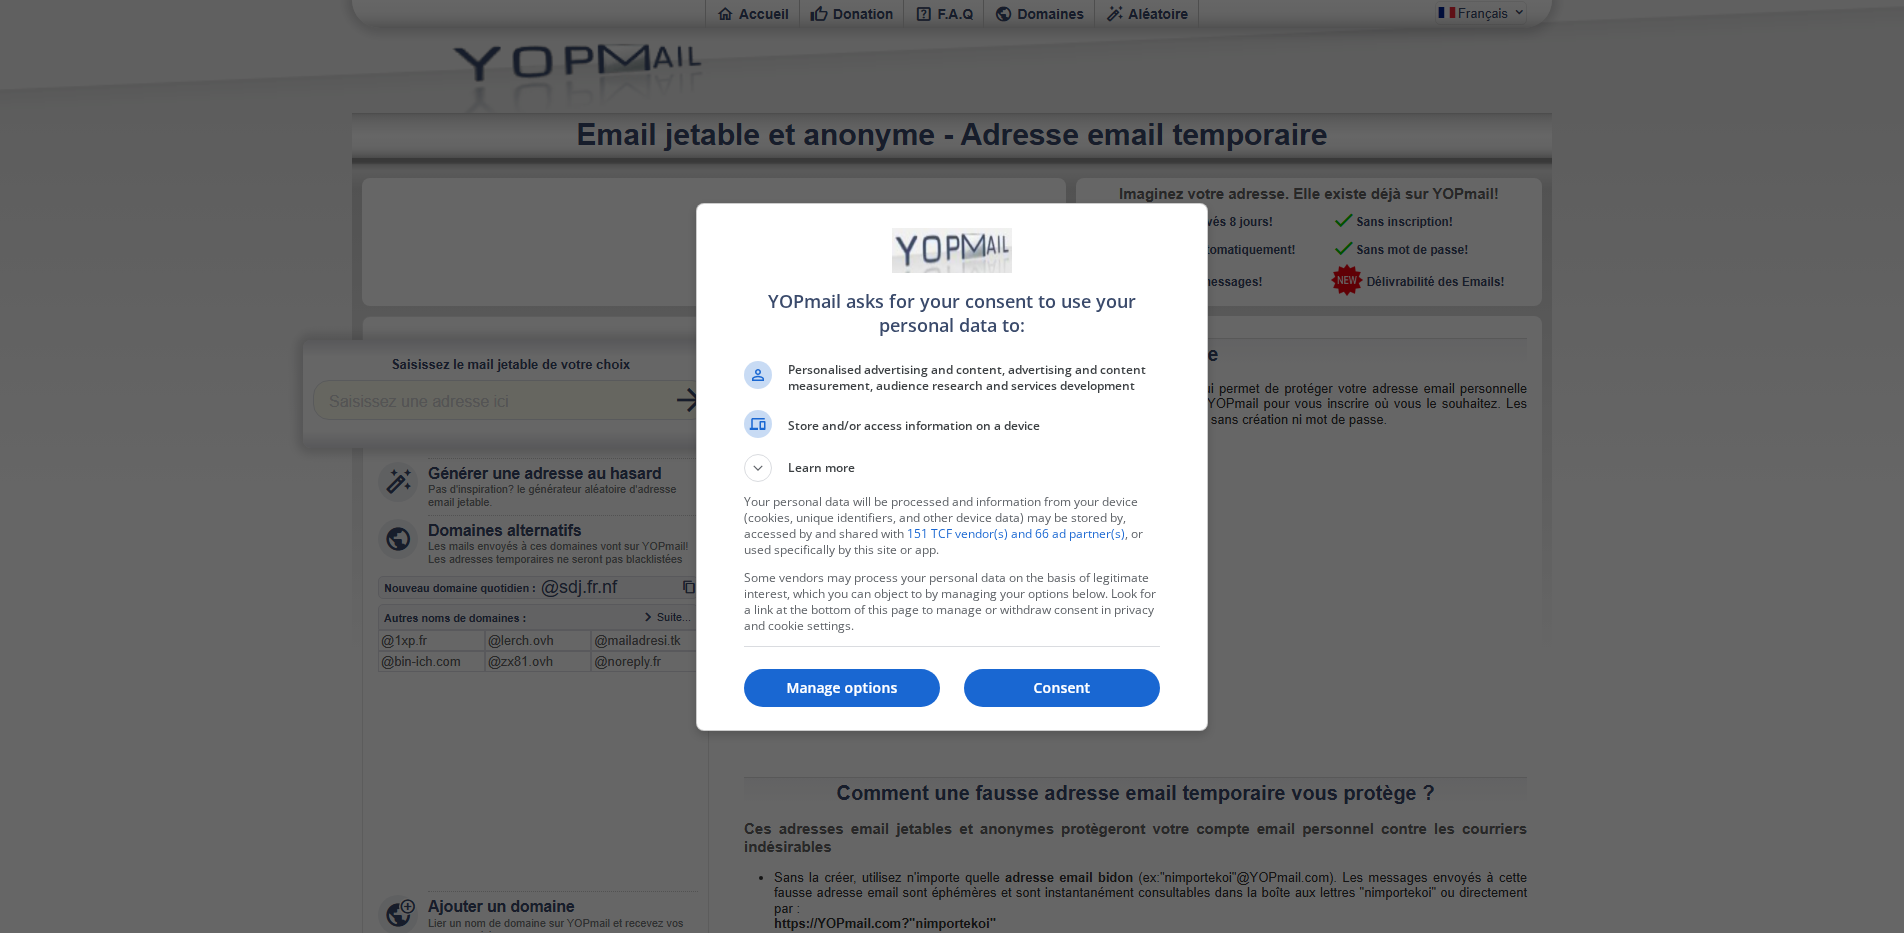 Accueil
Donation
F.A.Q
Domaines
Aléatoire
Français
YOPMAIL
Email jetable et anonyme - Adresse email temporaire
Imaginez votre adresse. Elle existe déjà sur YOPmail!
8 jours!
Sans inscription!
Sans mot de passe!
NEW
Délivrabilité des Emails!
Saisissez le mail jetable de votre choix
Saisissez une adresse ici
Générer une adresse au hasard
Pas d'inspiration? le générateur aléatoire d'adresse
email jetable.
Domaines alternatifs
Les mails envoyés à ces domaines vont sur YOPmail!
Les adresses temporaires ne seront pas blacklistées
Nouveau domaine quotidien : @sdj.fr.nf
Autres noms de domaines :
Suite...
@1xp.fr
@lerch.ovh
@mailadresi.tk
@bin-ich.com
@zx81.ovh
@noreply.fr
Ajouter un domaine
Lier un nom de domaine sur YOPmail et recevez vos
YOPMAIL
YOPmail asks for your consent to use your
personal data to:
Personalised advertising and content, advertising and content
measurement, audience research and services development
Store and/or access information on a device
Learn more
Your personal data will be processed and information from your device
(cookies, unique identifiers, and other device data) may be stored by,
accessed by and shared with 151 TCF vendor(s) and 66 ad partner(s), or
used specifically by this site or app.
Some vendors may process your personal data on the basis of legitimate
interest, which you can object to by managing your options below. Look for
a link at the bottom of this page to manage or withdraw consent in privacy
and cookie settings.
Manage options
Consent
permet de protéger votre adresse email personnelle
YOPmail pour vous inscrire où vous le souhaitez. Les
sans création ni mot de passe.
Comment une fausse adresse email temporaire vous protège ?
Ces adresses email jetables et anonymes protègeront votre compte email personnel contre les courriers
indésirables
Sans la créer, utilisez n'importe quelle adresse email bidon (ex:"nimportekoi"@YOPmail.com). Les messages envoyés à cette
fausse adresse email sont éphémères et sont instantanément consultables dans la boîte aux lettres "nimportekoi" ou directement
par :
https://YOPmail.com?"nimportekoi"